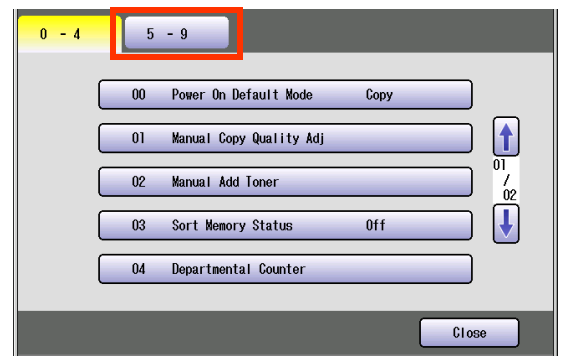 0 - 4
5 - 9
00 Power On Default Mode Copy
01 Manual Copy Quality Adj
02 Manual Add Toner
03 Sort Memory Status Off
04 Departmental Counter
01
/
02
Close